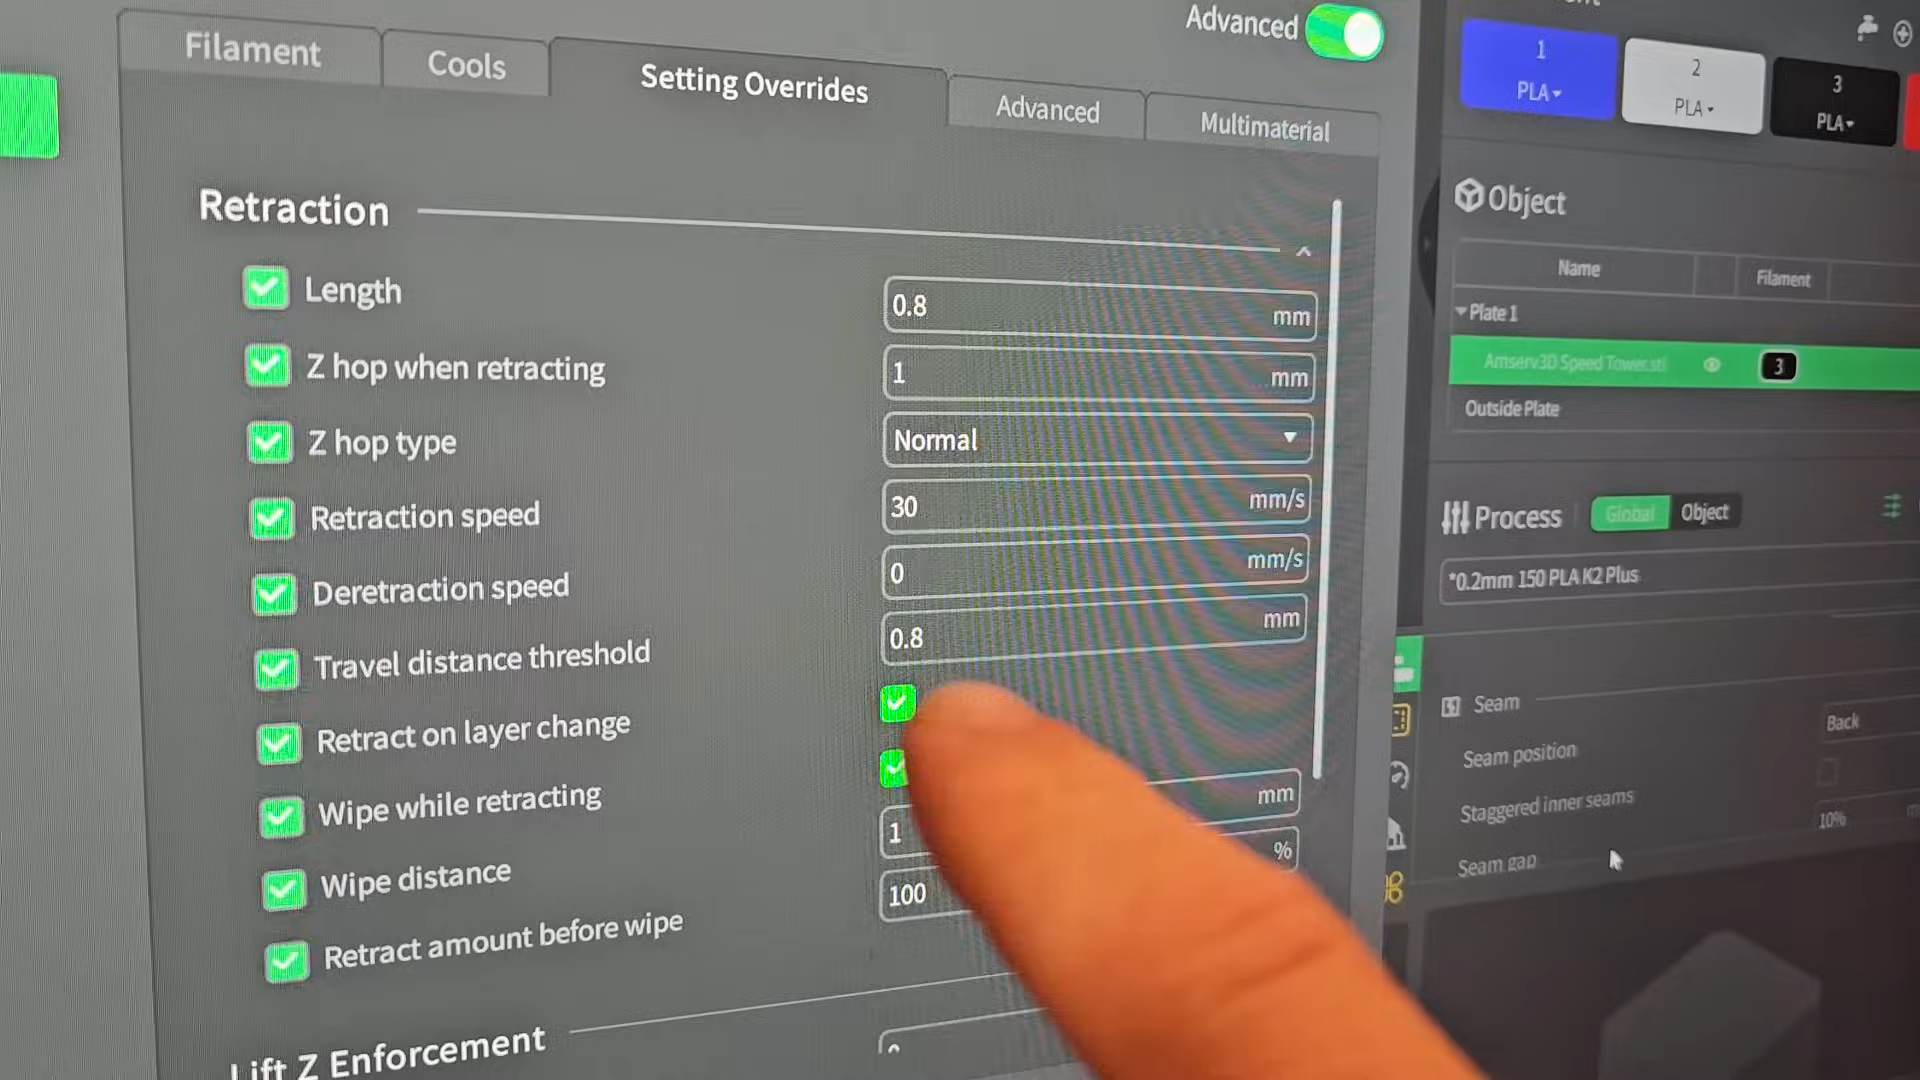 Filament
Cools
Setting Overrides
Advanced
Multimaterial
Advanced
Retraction
Length
0.8 mm
Z hop when retracting
1 mm
Z hop type
Normal
Retraction speed
30 mm/s
Deretraction speed
0 mm/s
Travel distance threshold
0.8 mm
Retract on layer change
Wipe while retracting
Wipe distance
1 mm
Retract amount before wipe
100 %
Lift Z Enforcement
1
PLA
2
PLA
3
PLA
Object
Name Filament
Plate 1
Amserv3D Speed Tower.stl 3
Outside Plate
Process Global Object
*0.2mm 150 PLA K2 Plus
Seam
Seam position Back
Staggered inner seams
Seam gap 10%